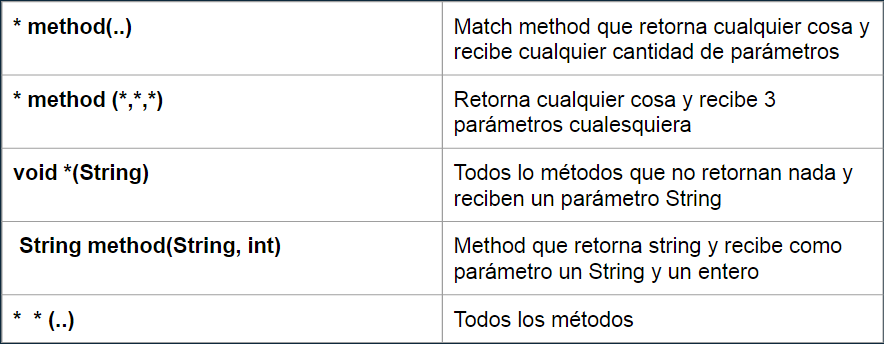 * method(..)
Match method que retorna cualquier cosa y
recibe cualquier cantidad de parámetros
* method (*,*,*)
Retorna cualquier cosa y recibe 3
parámetros cualesquiera
void *(String)
Todos lo métodos que no retornan nada y
reciben un parámetro String
String method(String, int)
Method que retorna string y recibe como
parámetro un String y un entero
* * (..)
Todos los métodos